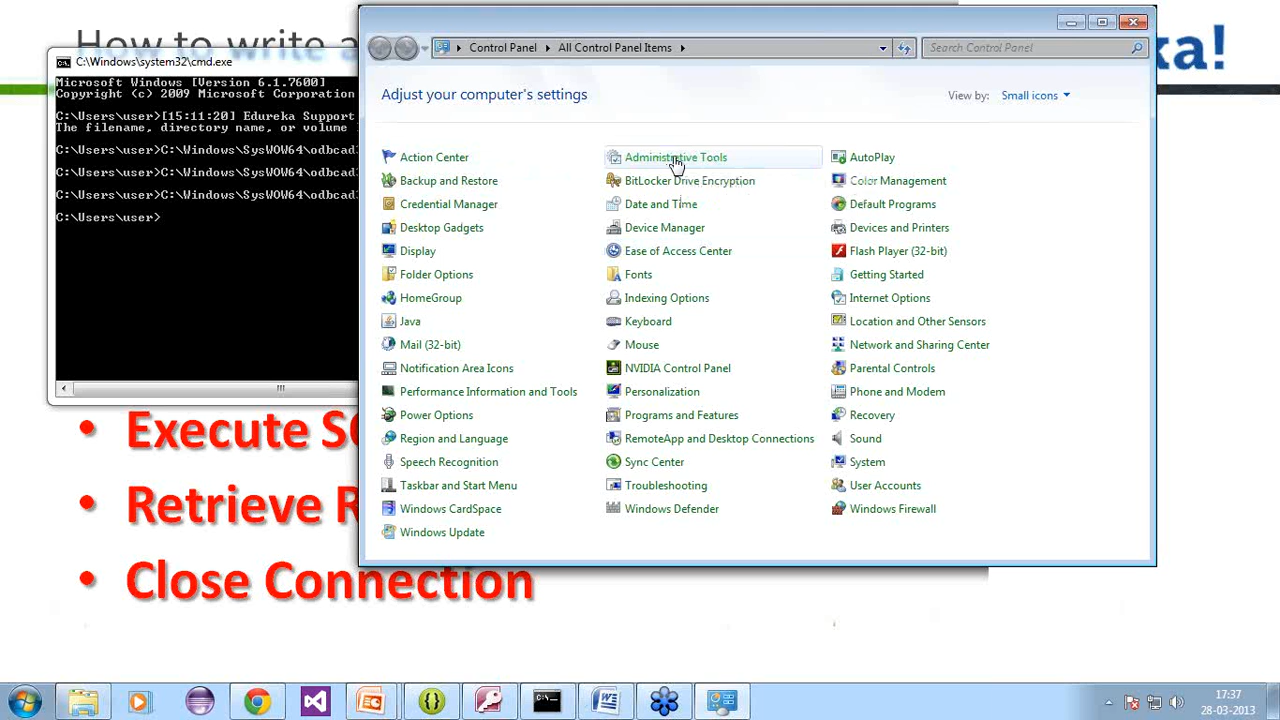 How to write a
ka!
C:\Windows\system32\cmd.exe
Microsoft Windows [Version 6.1.7600]
Copyright (c) 2009 Microsoft Corporation
C:\Users\user>[15:11:20] Edureka Support
The filename, directory name, or volume
C:\Users\user>C:\Windows\SysWOW64\odbcad
C:\Users\user>C:\Windows\SysWOW64\odbcad
C:\Users\user>C:\Windows\SysWOW64\odbcad
C:\Users\user>
Control Panel
All Control Panel Items
Search Control Panel
Adjust your computer's settings
View by: Small icons
Action Center
Administrative Tools
AutoPlay
Backup and Restore
BitLocker Drive Encryption
Color Management
Credential Manager
Date and Time
Default Programs
Desktop Gadgets
Device Manager
Devices and Printers
Display
Ease of Access Center
Flash Player (32-bit)
Folder Options
Fonts
Getting Started
HomeGroup
Indexing Options
Internet Options
Java
Keyboard
Location and Other Sensors
Mail (32-bit)
Mouse
Network and Sharing Center
Notification Area Icons
NVIDIA Control Panel
Parental Controls
Performance Information and Tools
Personalization
Phone and Modem
Power Options
Programs and Features
Recovery
Region and Language
RemoteApp and Desktop Connections
Sound
Speech Recognition
Sync Center
System
Taskbar and Start Menu
Troubleshooting
User Accounts
Windows CardSpace
Windows Defender
Windows Firewall
Windows Update
• Execute S
• Retrieve R
• Close Connection
17:37
28-03-2013